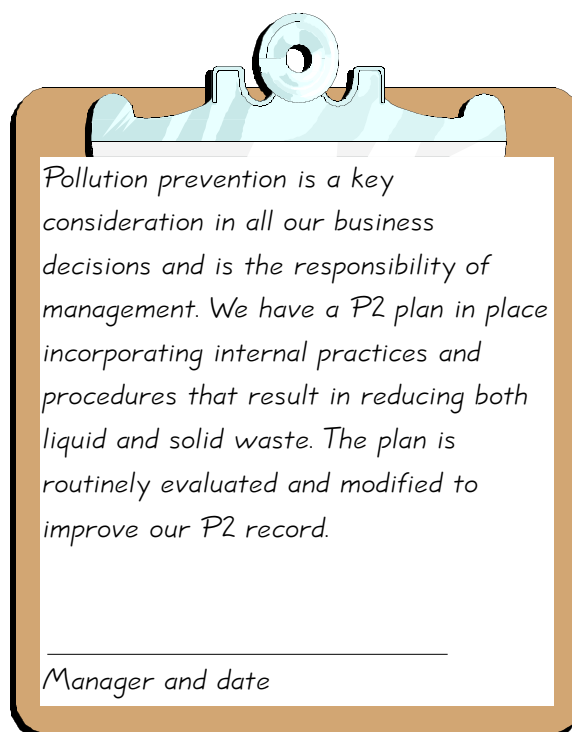 Pollution prevention is a key
consideration in all our business
decisions and is the responsibility of
management. We have a P2 plan in place
incorporating internal practices and
procedures that result in reducing both
liquid and solid waste. The plan is
routinely evaluated and modified to
improve our P2 record.
Manager and date